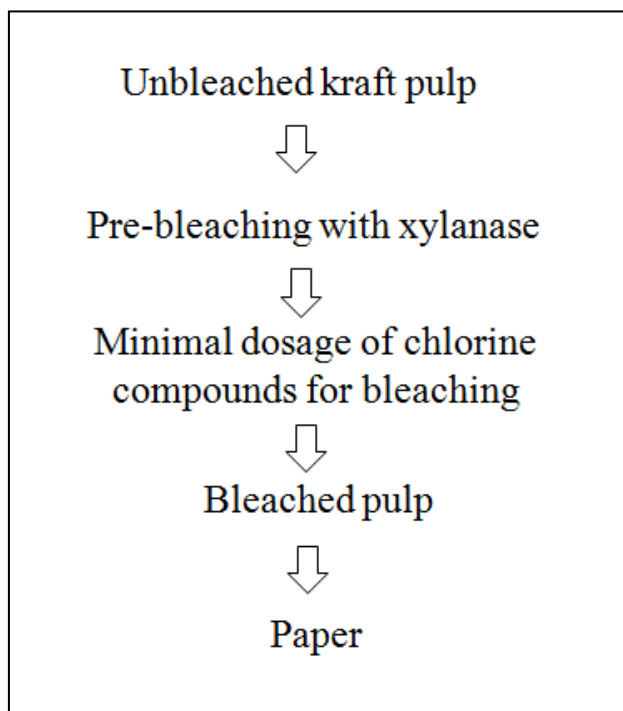 Unbleached kraft pulp
Pre-bleaching with xylanase
Minimal dosage of chlorine
compounds for bleaching
Bleached pulp
Paper